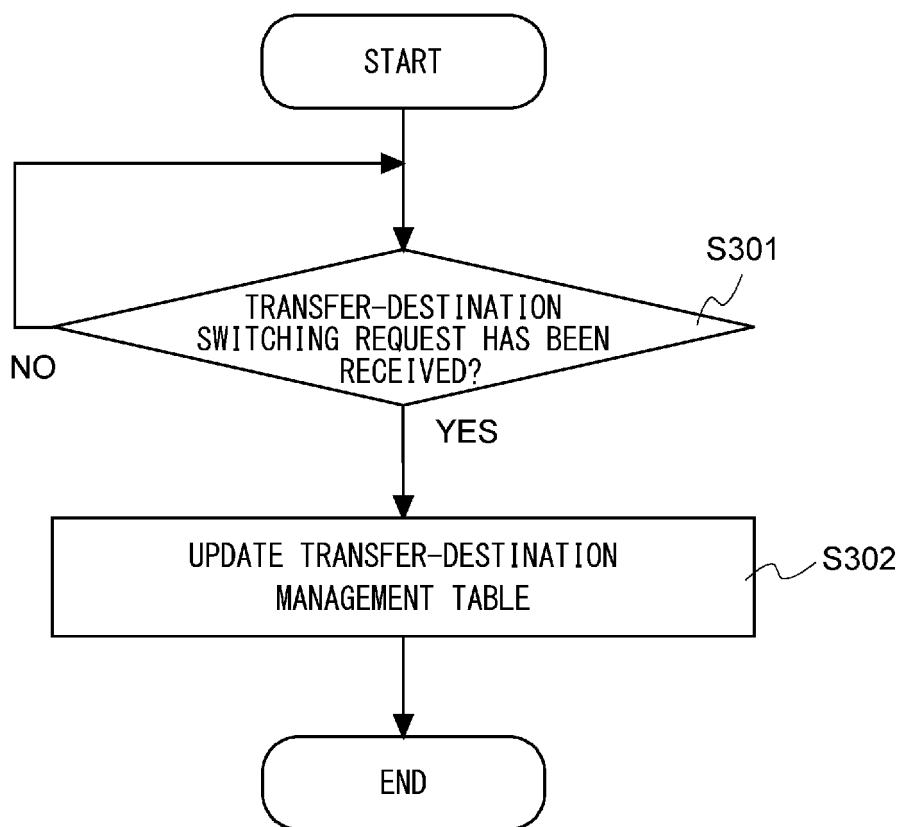 START
S301
TRANSFER-DESTINATION
SWITCHING REQUEST HAS BEEN
RECEIVED?
NO
YES
UPDATE TRANSFER-DESTINATION
MANAGEMENT TABLE
S302
END